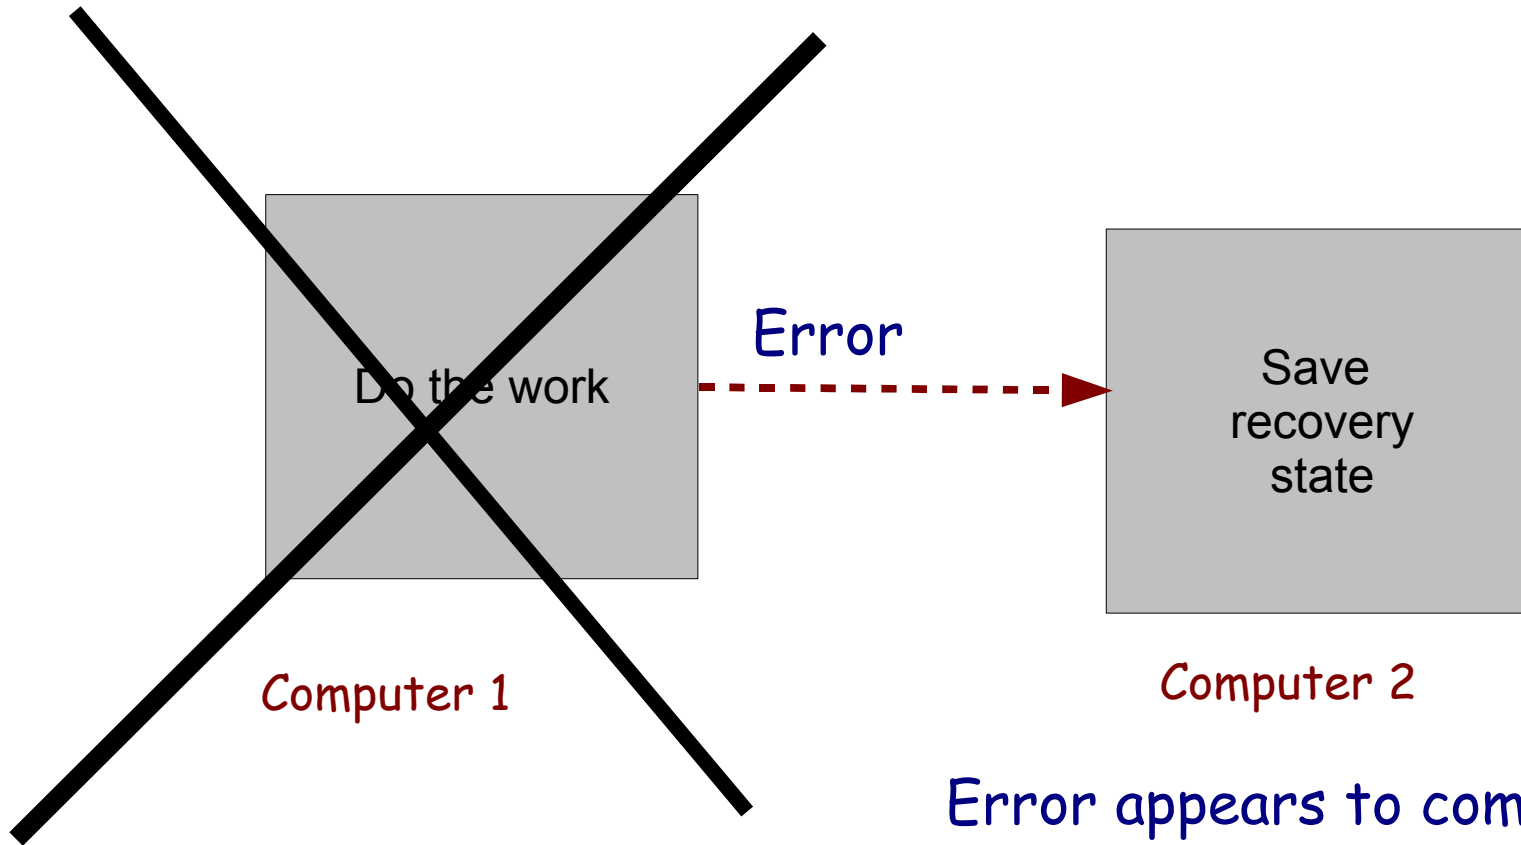 Error
Do the work
Save
recovery
state
Computer 1
Computer 2
Error appears to com